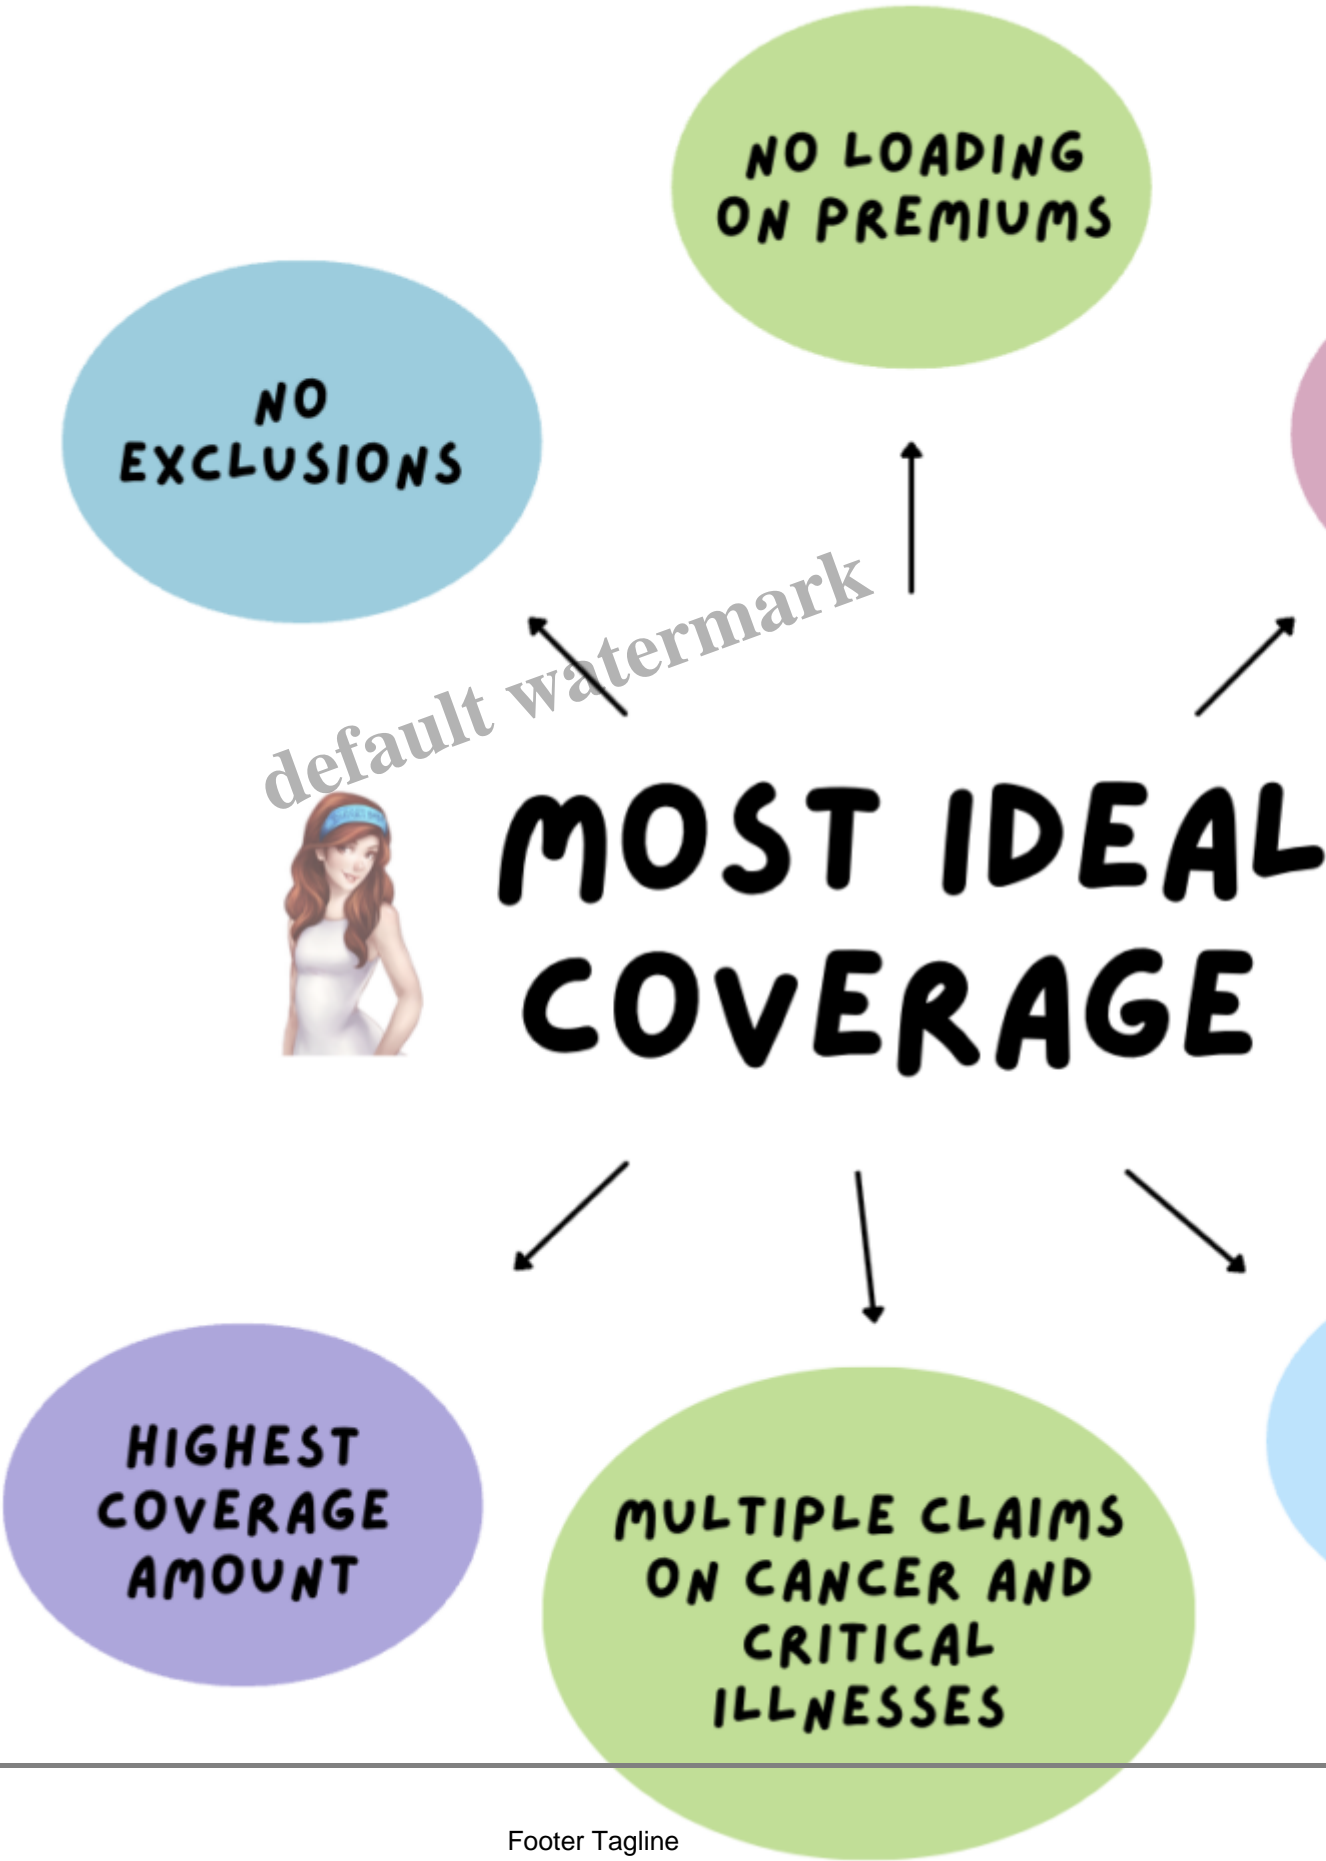 NO LOADING
ON PREMIUMS
NO
EXCLUSIONS
default watermark
MOST IDEAL
COVERAGE
HIGHEST
COVERAGE
AMOUNT
MULTIPLE CLAIMS
ON CANCER AND
CRITICAL
ILLNESSES
Footer Tagline